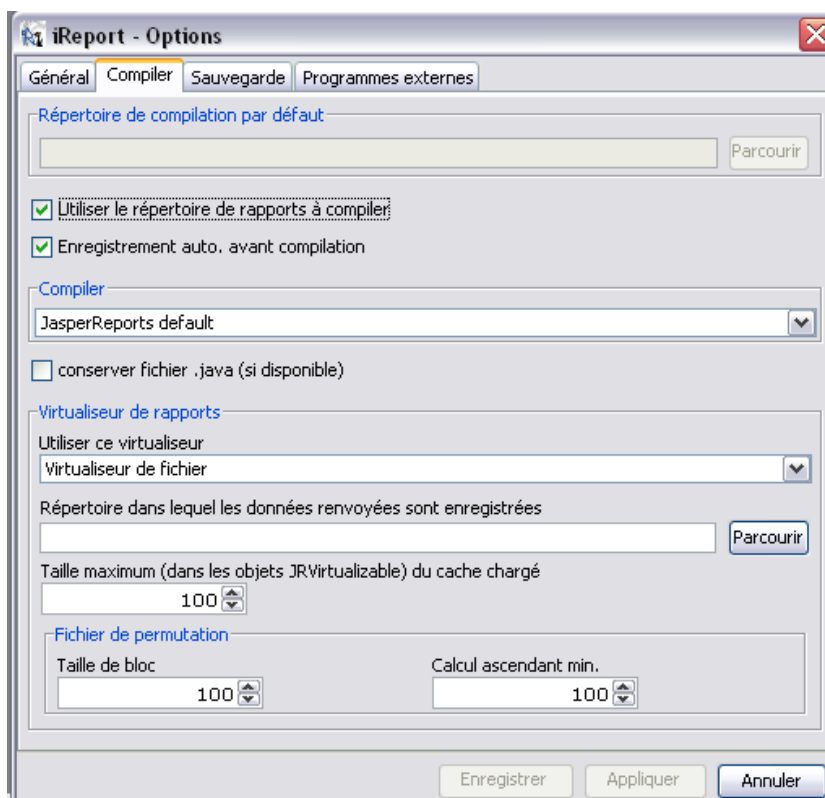 iReport - Options
Général Compiler Sauvegarde Programmes externes
Répertoire de compilation par défaut
Parcourir
Utiliser le répertoire de rapports à compiler
Enregistrement auto. avant compilation
Compiler
JasperReports default
conserver fichier .java (si disponible)
Virtualiseur de rapports
Utiliser ce virtualiseur
Virtualiseur de fichier
Répertoire dans lequel les données renvoyées sont enregistrées
Parcourir
Taille maximum (dans les objets JRVirtualizable) du cache chargé
100
Fichier de permutation
Taille de bloc Calcul ascendant min.
100 100
Enregistrer Appliquer Annuler